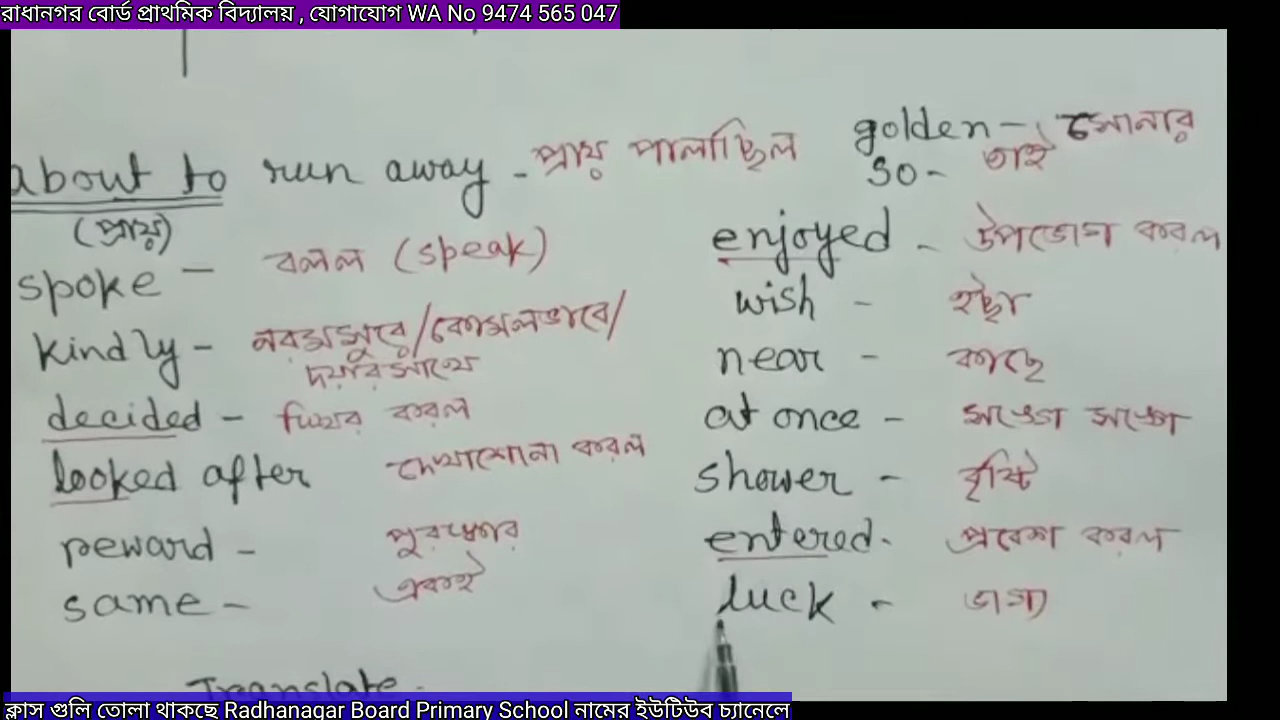 রাধানগর বোর্ড প্রাথমিক বিদ্যালয় , যোগাযোগ WA No 9474 565 047
about to run away - প্রায় পালাচ্ছিল
(প্রায়)
spoke - বলল (speak)
kindly - নরমসুরে/কোমলভাবে/
দয়ার সাথে
decided - স্থির করল
looked after দেখাশোনা করল
reward - পুরস্কার
same - একই
golden - সোনার
so - তাই
enjoyed - উপভোগ করল
wish - ইচ্ছা
near - কাছে
at once - সঙ্গে সঙ্গে
shower - বৃষ্টি
entered - প্রবেশ করল
luck - ভাগ্য
Translate
ক্লাস গুলি তোলা থাকছে Radhanagar Board Primary School নামের ইউটিউব চ্যানেলে